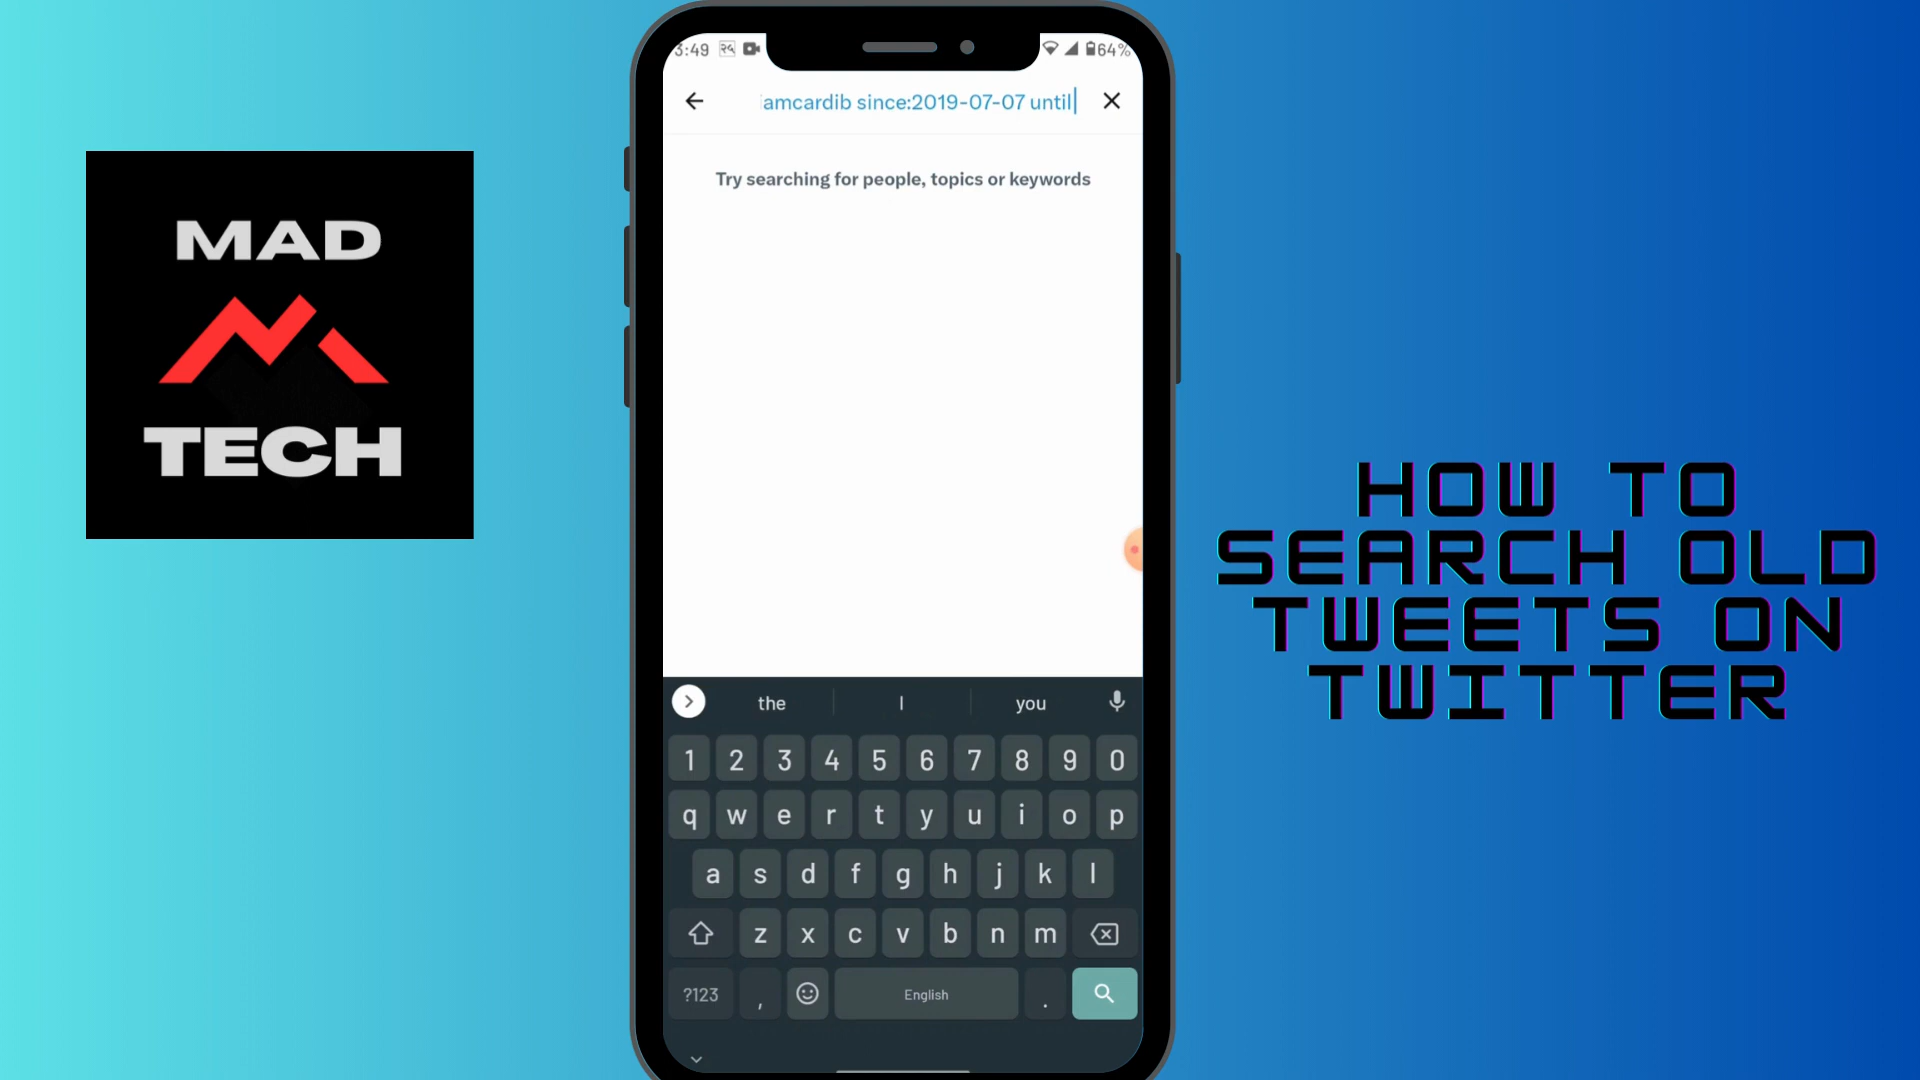 MAD
TECH
3:49
64%
iamcardib since:2019-07-07 until
Try searching for people, topics or keywords
the I you
1 2 3 4 5 6 7 8 9 0
q w e r t y u i o p
a s d f g h j k l
z x c v b n m
?123 , English .
HOW TO
SEARCH OLD
TWEETS ON
TWITTER